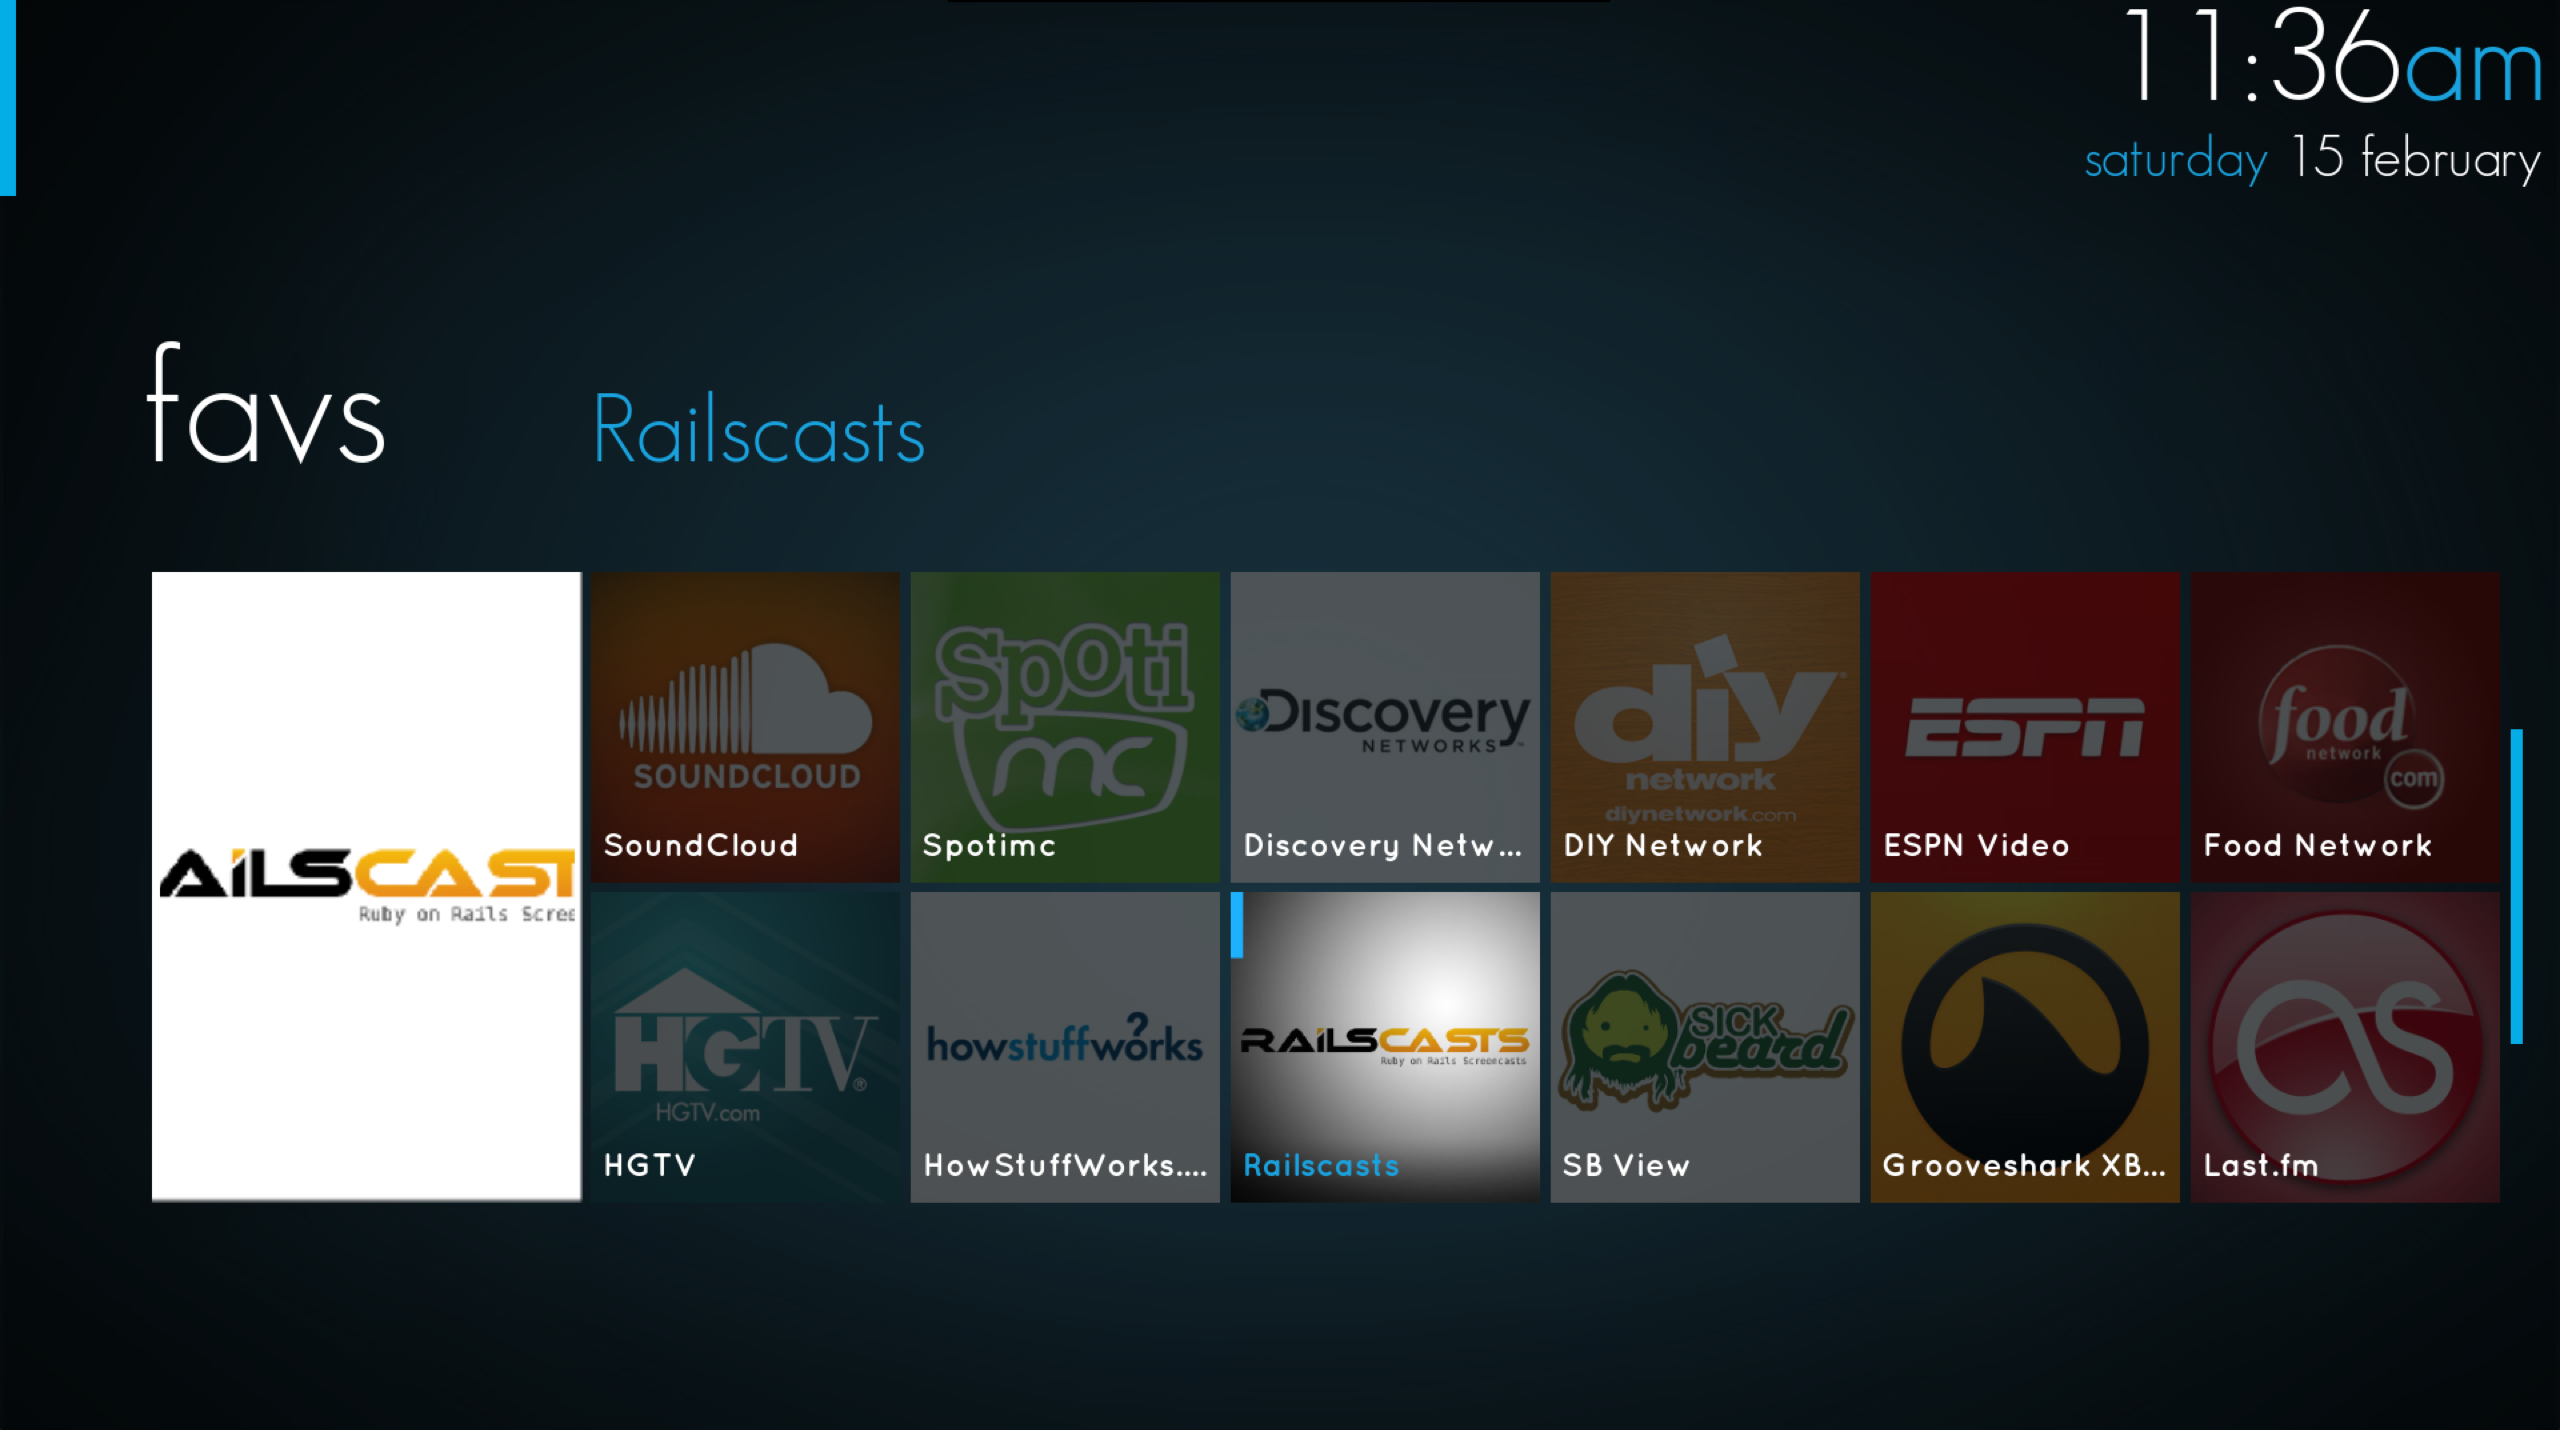 11:36am
saturday 15 february
favs
Railscasts
AiLSCAST
Ruby on Rails Scree
SOUNDCLOUD
SoundCloud
Spoti
mc
Spotimc
Discovery
NETWORKS™
Discovery Netw...
diy
network
diynetwork.com
DIY Network
ESPN
ESPN Video
food
network
com
Food Network
HGTV®
HGTV.com
HGTV
howstuffworks
?
HowStuffWorks....
RAiLSCASTS
Ruby on Rails Screencasts
Railscasts
SICK
beard
SB View
Grooveshark XB...
as
Last.fm